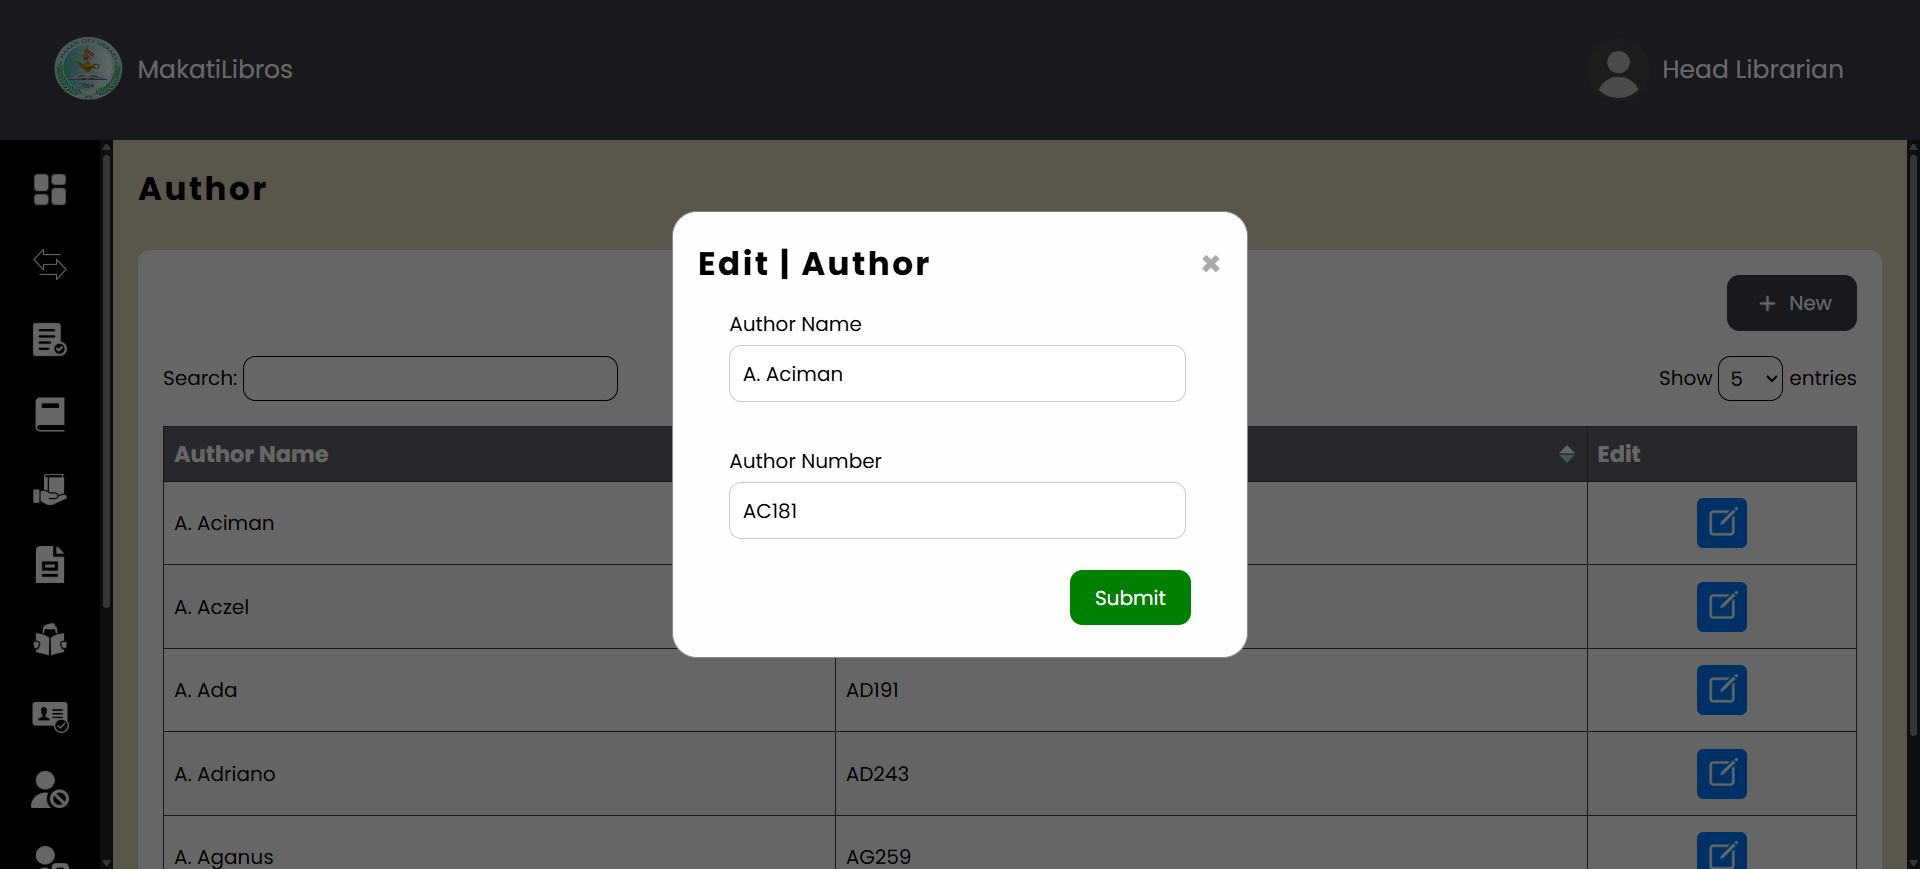 MakatiLibros
Head Librarian
Author
Edit | Author
Author Name
A. Aciman
Author Number
AC181
Submit
+ New
Search:
Show 5 entries
Author Name
Edit
A. Aciman
A. Aczel
A. Ada AD191
A. Adriano AD243
A. Aganus AG259